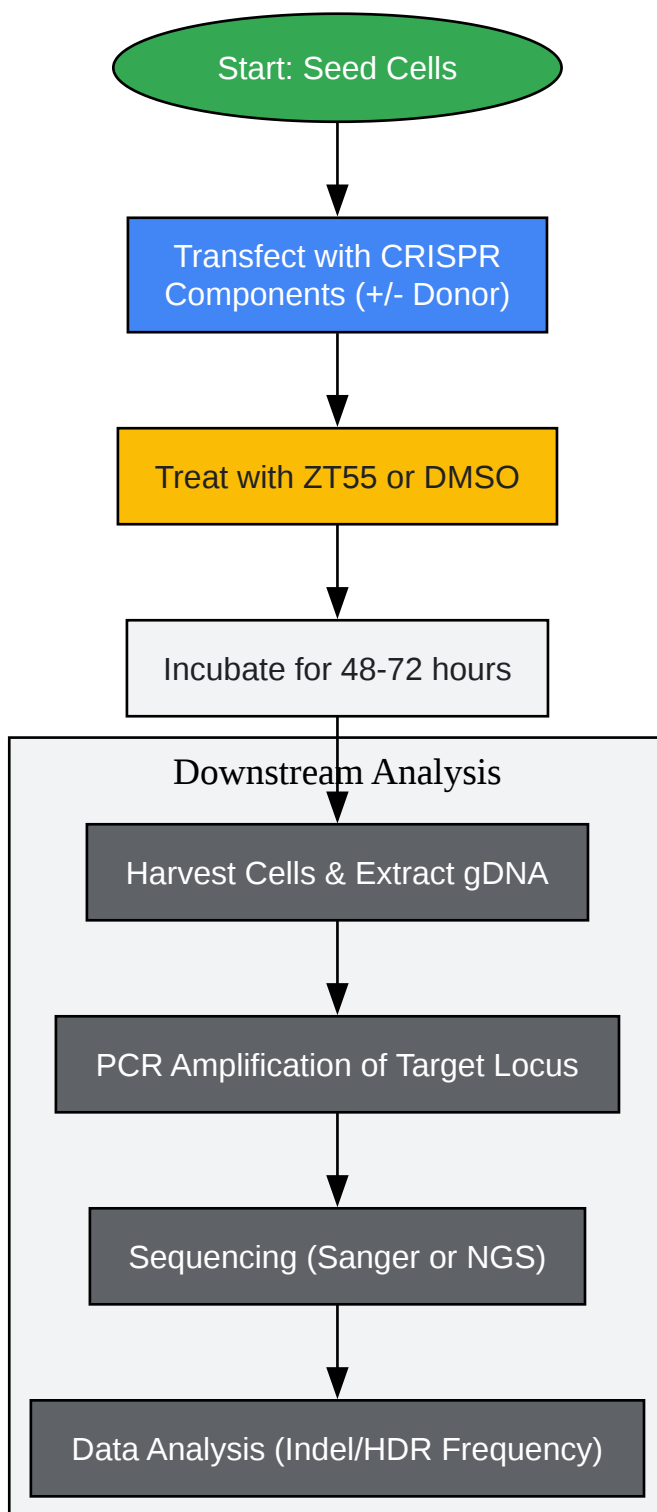 Start: Seed Cells
Transfect with CRISPR
Components (+/- Donor)
Treat with ZT55 or DMSO
Incubate for 48-72 hours
Downstream Analysis
Harvest Cells & Extract gDNA
PCR Amplification of Target Locus
Sequencing (Sanger or NGS)
Data Analysis (Indel/HDR Frequency)